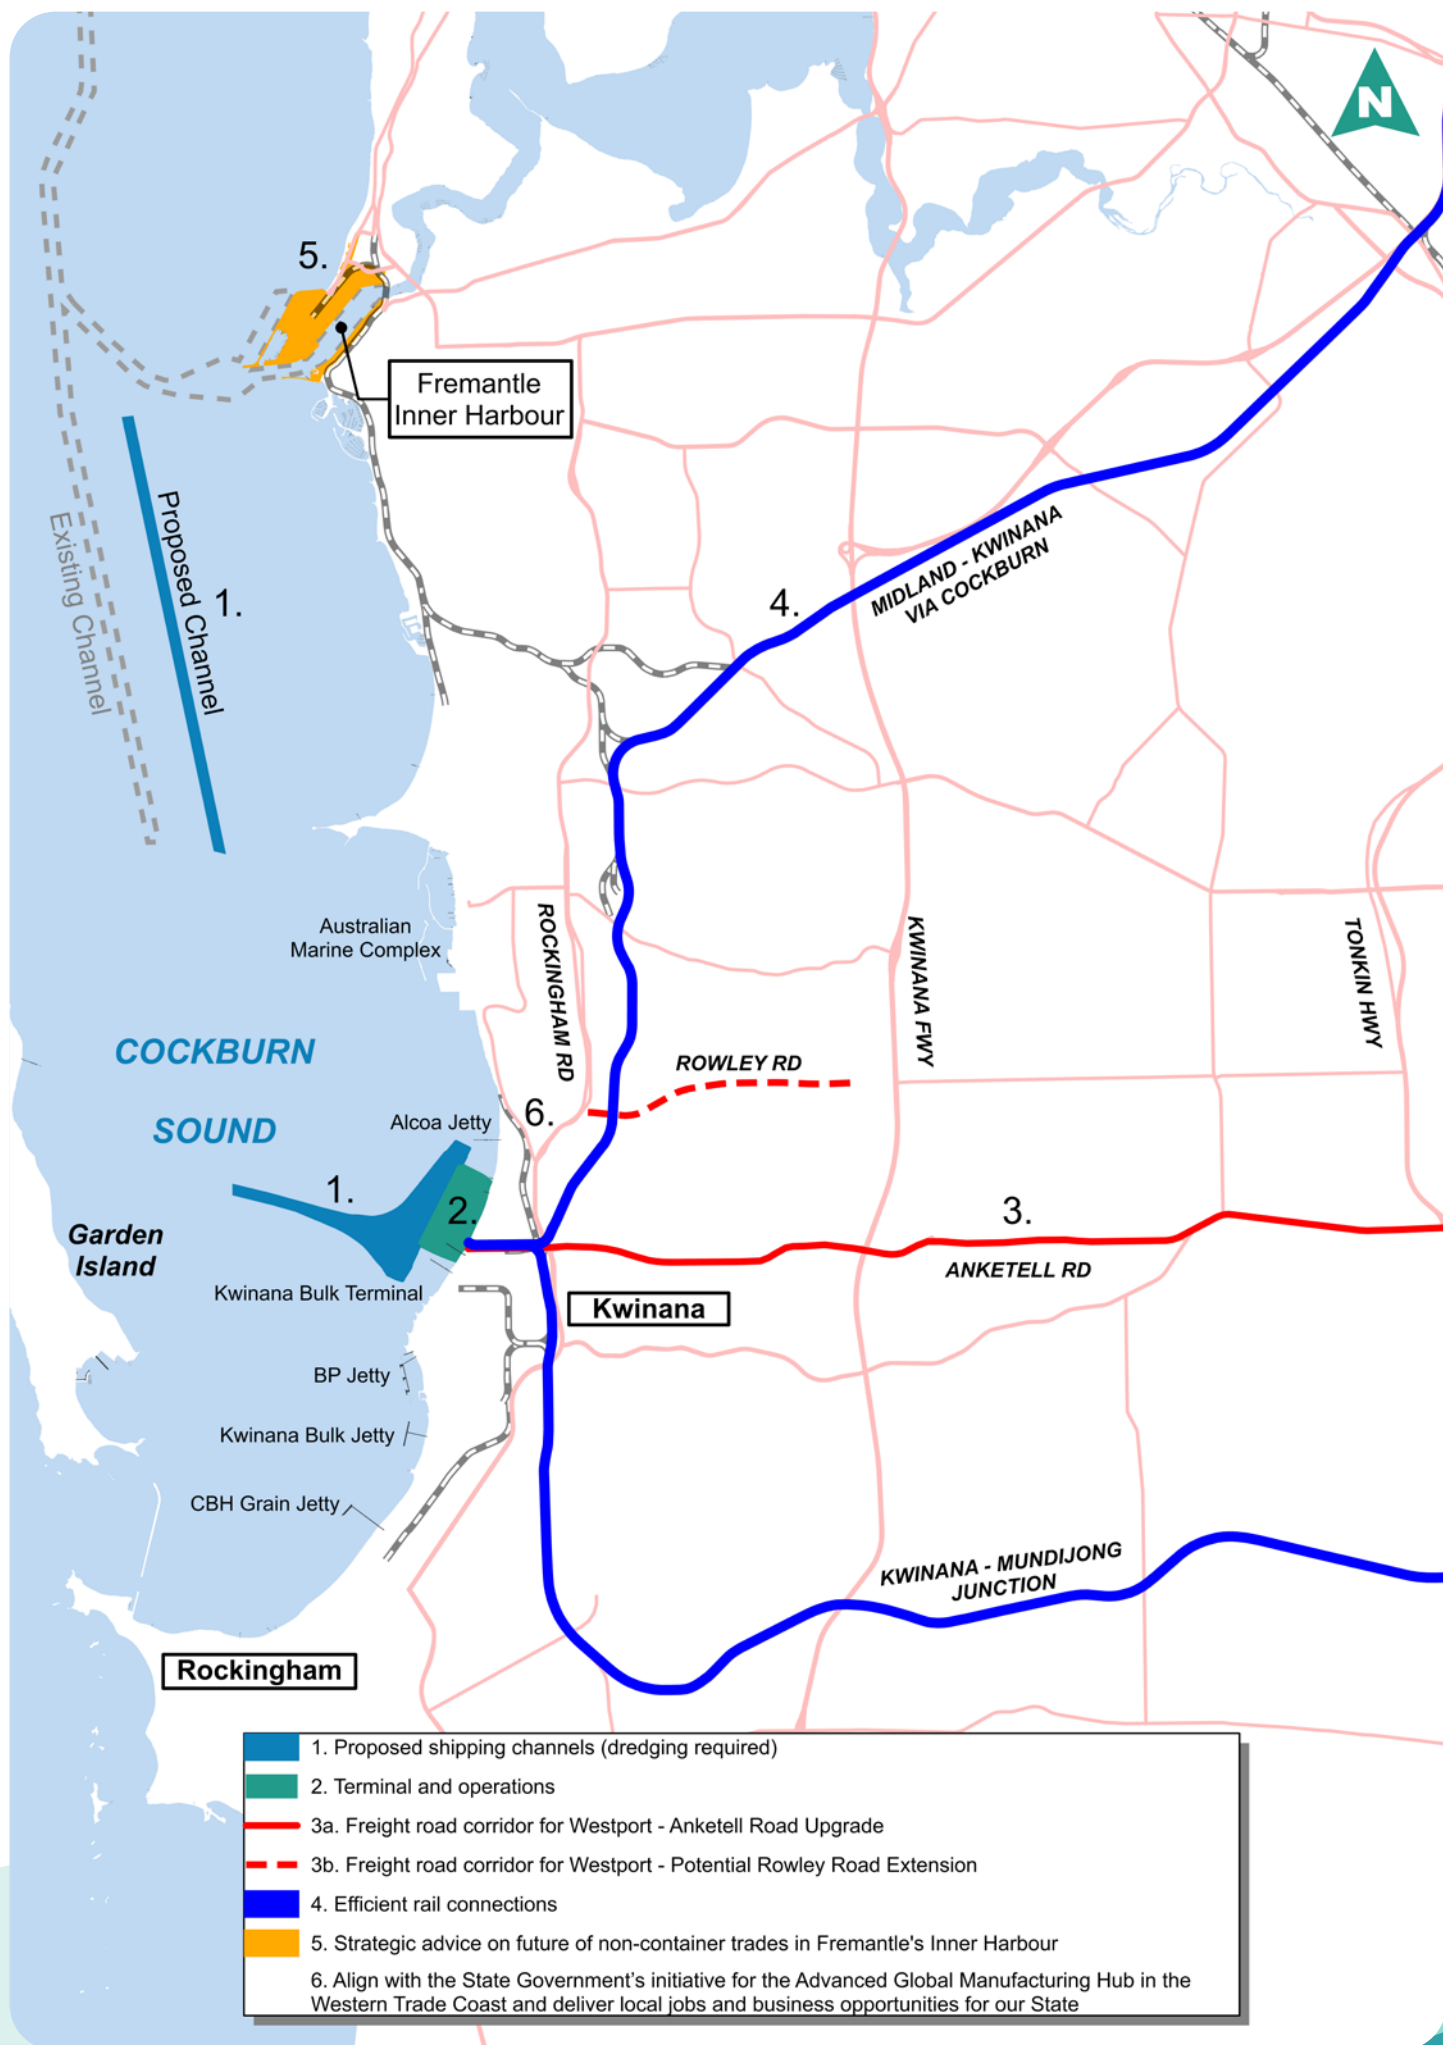 N
5.
Fremantle
Inner Harbour
Existing Channel
Proposed Channel
1.
4.
MIDLAND - KWINANA
VIA COCKBURN
Australian
Marine Complex
ROCKINGHAM RD
KWINANA FWY
TONKIN HWY
COCKBURN
SOUND
ROWLEY RD
6.
Alcoa Jetty
1.
2.
3.
Garden
Island
ANKETELL RD
Kwinana Bulk Terminal
Kwinana
BP Jetty
Kwinana Bulk Jetty
CBH Grain Jetty
KWINANA - MUNDIJONG
JUNCTION
Rockingham
1. Proposed shipping channels (dredging required)
2. Terminal and operations
3a. Freight road corridor for Westport - Anketell Road Upgrade
3b. Freight road corridor for Westport - Potential Rowley Road Extension
4. Efficient rail connections
5. Strategic advice on future of non-container trades in Fremantle's Inner Harbour
6. Align with the State Government’s initiative for the Advanced Global Manufacturing Hub in the
Western Trade Coast and deliver local jobs and business opportunities for our State